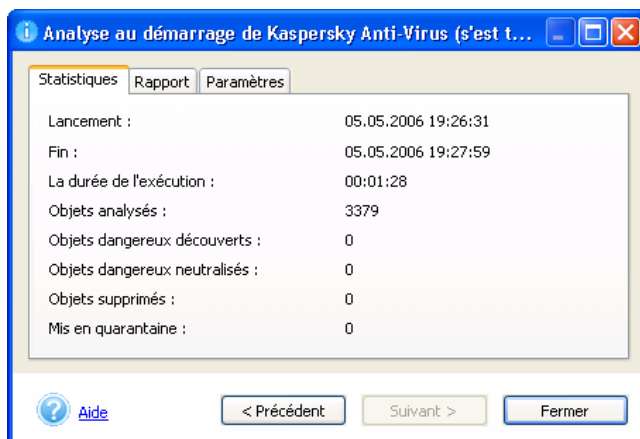 Analyse au démarrage de Kaspersky Anti-Virus (s'est t...
Statistiques Rapport Paramètres
Lancement : 05.05.2006 19:26:31
Fin : 05.05.2006 19:27:59
La durée de l'exécution : 00:01:28
Objets analysés : 3379
Objets dangereux découverts : 0
Objets dangereux neutralisés : 0
Objets supprimés : 0
Mis en quarantaine : 0
Aide < Précédent Suivant > Fermer